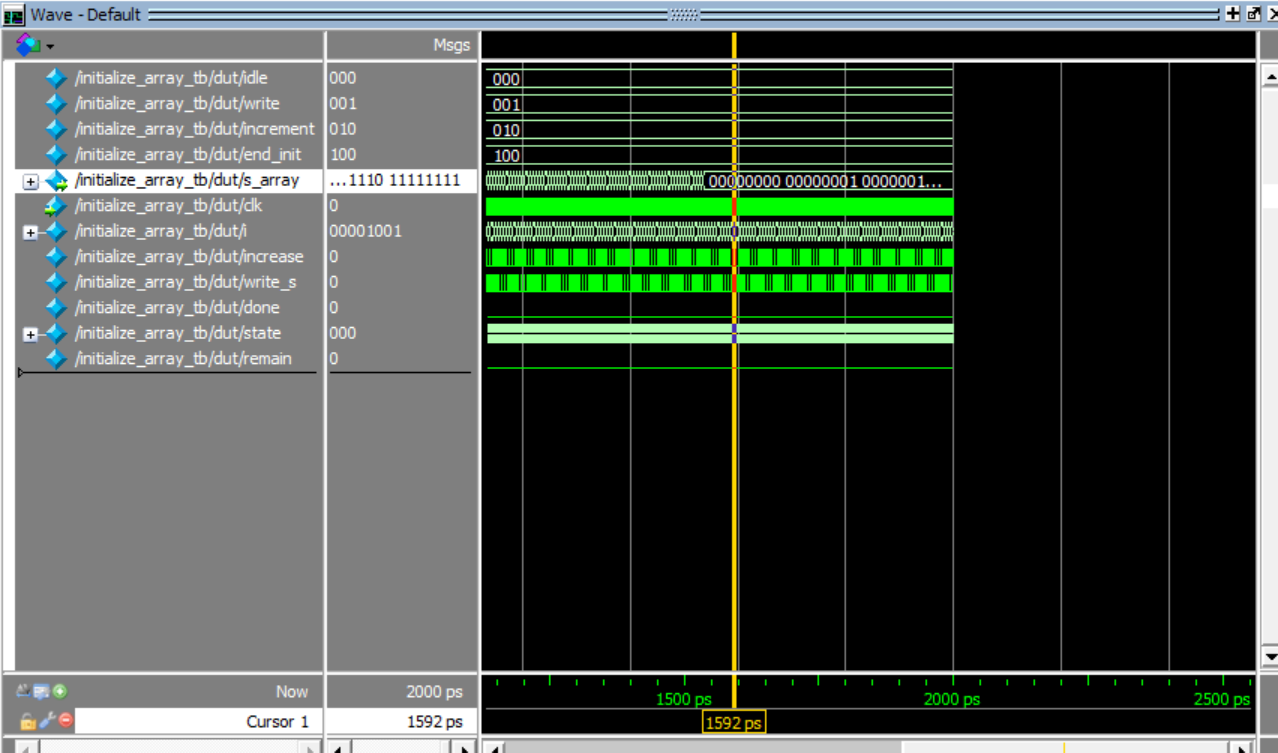 Wave - Default
Msgs
/initialize_array_tb/dut/idle 000 000
/initialize_array_tb/dut/write 001 001
/initialize_array_tb/dut/increment 010 010
/initialize_array_tb/dut/end_init 100 100
/initialize_array_tb/dut/s_array ...1110 11111111 00000000 00000001 0000001...
/initialize_array_tb/dut/clk 0
/initialize_array_tb/dut/i 00001001
/initialize_array_tb/dut/increase 0
/initialize_array_tb/dut/write_s 0
/initialize_array_tb/dut/done 0
/initialize_array_tb/dut/state 000
/initialize_array_tb/dut/remain 0
Now 2000 ps 1500 ps 2000 ps 2500 ps
Cursor 1 1592 ps 1592 ps